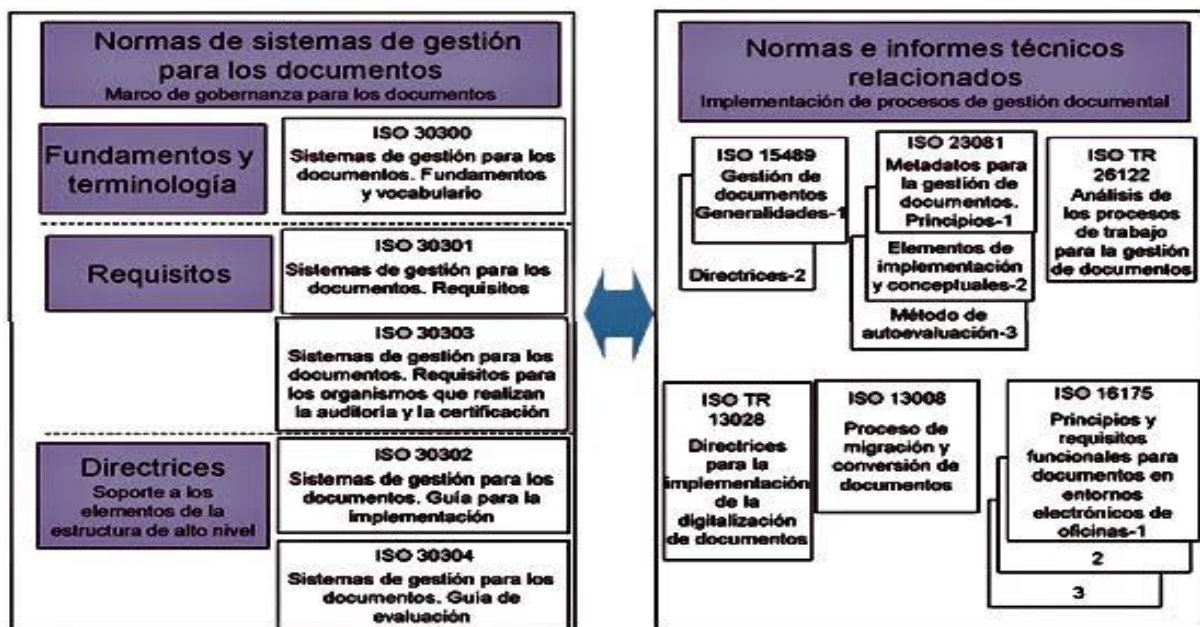 Normas de sistemas de gestión
para los documentos
Marco de gobernanza para los documentos
Fundamentos y
terminología
ISO 30300
Sistemas de gestión para los
documentos. Fundamentos
y vocabulario
Requisitos
ISO 30301
Sistemas de gestión para los
documentos. Requisitos
ISO 30303
Sistemas de gestión para los
documentos. Requisitos para
los organismos que realizan
la auditoria y la certificación
Directrices
Soporte a los
elementos de la
estructura de alto nivel
ISO 30302
Sistemas de gestión para los
documentos. Guía para la
implementación
ISO 30304
Sistemas de gestión para los
documentos. Guía de
evaluación
Normas e informes técnicos
relacionados
Implementación de procesos de gestión documental
ISO 15489
Gestión de
documentos
Generalidades-1
Directrices-2
ISO 23081
Metadatos para
la gestión de
documentos.
Principios-1
Elementos de
implementación
y conceptuales-2
Método de
autoevaluación-3
ISO TR
26122
Análisis de
los procesos
de trabajo
para la gestión
de documentos
ISO TR
13028
Directrices
para la
implementación
de la
digitalización
de documentos
ISO 13008
Proceso de
migración y
conversión de
documentos
ISO 16175
Principios y
requisitos
funcionales para
documentos en
entornos
electrónicos de
oficinas-1
2
3